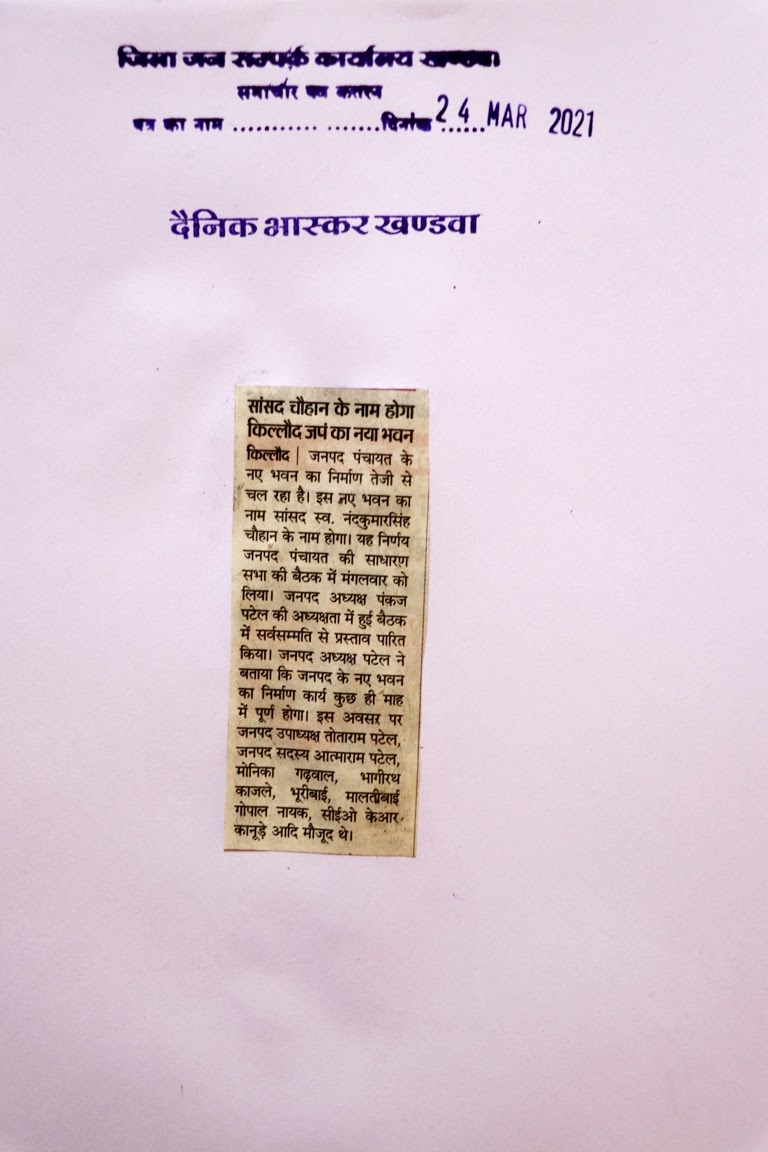 जिला जन सम्पर्क कार्यालय खण्डवा
समाचार पत्र कतरन
पत्र का नाम ........... .......दिनांक ...... 24 MAR 2021
दैनिक भास्कर खण्डवा
सांसद चौहान के नाम होगा
किल्लौद जपं का नया भवन
किल्लौद | जनपद पंचायत के
नए भवन का निर्माण तेजी से
चल रहा है। इस नए भवन का
नाम सांसद स्व. नंदकुमारसिंह
चौहान के नाम होगा। यह निर्णय
जनपद पंचायत की साधारण
सभा की बैठक में मंगलवार को
लिया। जनपद अध्यक्ष पंकज
पटेल की अध्यक्षता में हुई बैठक
में सर्वसम्मति से प्रस्ताव पारित
किया। जनपद अध्यक्ष पटेल ने
बताया कि जनपद के नए भवन
का निर्माण कार्य कुछ ही माह
में पूर्ण होगा। इस अवसर पर
जनपद उपाध्यक्ष तोताराम पटेल,
जनपद सदस्य आत्माराम पटेल,
मोनिका गढ़वाल, भागीरथ
काजले, भूरीबाई, मालतीबाई
गोपाल नायक, सीईओ केआर
कानूड़े आदि मौजूद थे।